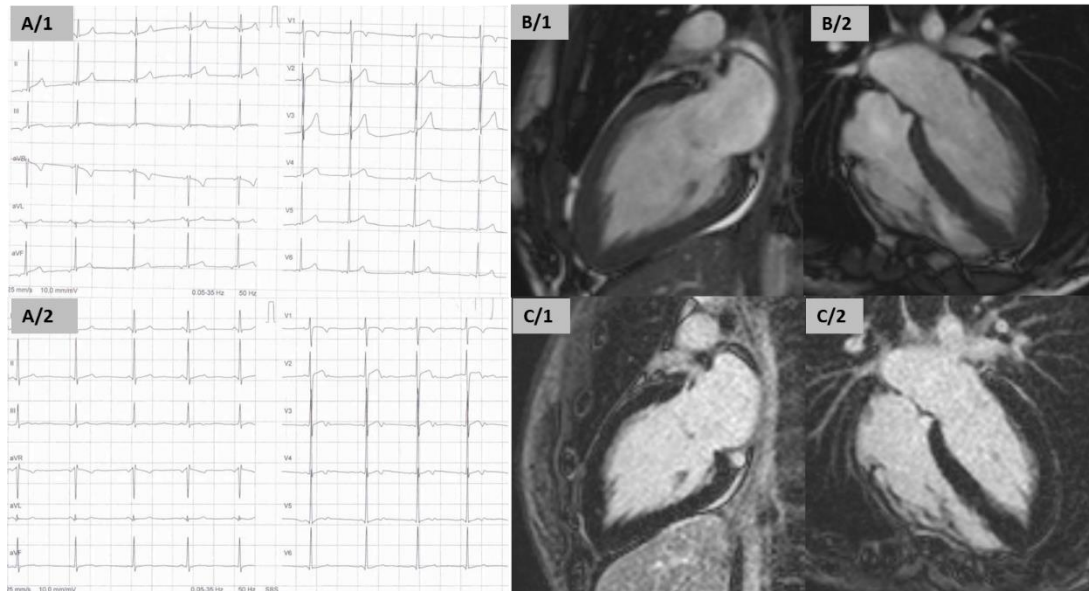 A/1
II
III
aVR
aVL
aVF
25 mm/s 10,0 mm/mV 0.05-35 Hz 50 Hz
V1
V2
V3
V4
V5
V6
B/1
B/2
A/2
II
III
aVR
aVL
aVF
mm/s 10,0 mm/mV 0.05-35 Hz 50 Hz SBS
V1
V2
V3
V4
V5
V6
C/1
C/2